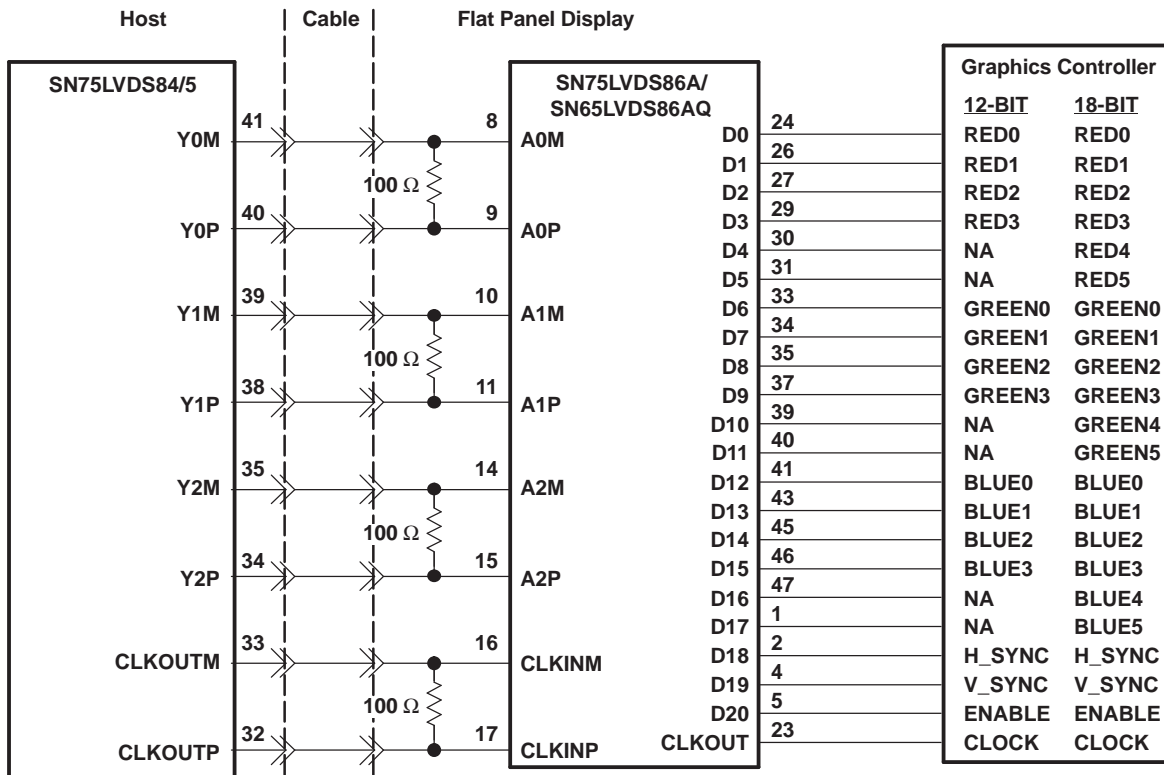 Host Cable Flat Panel Display
SN75LVDS84/5
SN75LVDS86A/
SN65LVDS86AQ
Graphics Controller
12-BIT 18-BIT
Y0M 41 8 A0M
100 Ω
Y0P 40 9 A0P
Y1M 39 10 A1M
100 Ω
Y1P 38 11 A1P
Y2M 35 14 A2M
100 Ω
Y2P 34 15 A2P
CLKOUTM 33 16 CLKINM
100 Ω
CLKOUTP 32 17 CLKINP
D0 24 RED0 RED0
D1 26 RED1 RED1
D2 27 RED2 RED2
D3 29 RED3 RED3
D4 30 NA RED4
D5 31 NA RED5
D6 33 GREEN0 GREEN0
D7 34 GREEN1 GREEN1
D8 35 GREEN2 GREEN2
D9 37 GREEN3 GREEN3
D10 39 NA GREEN4
D11 40 NA GREEN5
D12 41 BLUE0 BLUE0
D13 43 BLUE1 BLUE1
D14 45 BLUE2 BLUE2
D15 46 BLUE3 BLUE3
D16 47 NA BLUE4
D17 1 NA BLUE5
D18 2 H_SYNC H_SYNC
D19 4 V_SYNC V_SYNC
D20 5 ENABLE ENABLE
CLKOUT 23 CLOCK CLOCK